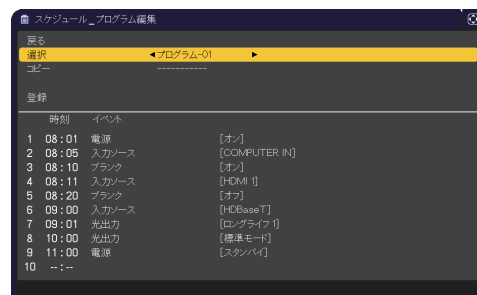 スケジュール_プログラム編集
戻る
選択 ◀プログラム-01 ▶
コピー -----------
登録
時刻 イベント
1 08:01 電源 [オン]
2 08:05 入力ソース [COMPUTER IN]
3 08:10 ブランク [オン]
4 08:11 入力ソース [HDMI 1]
5 08:20 ブランク [オフ]
6 09:00 入力ソース [HDBaseT]
7 09:01 光出力 [ロングライフ1]
8 10:00 光出力 [標準モード]
9 11:00 電源 [スタンバイ]
10 --:--